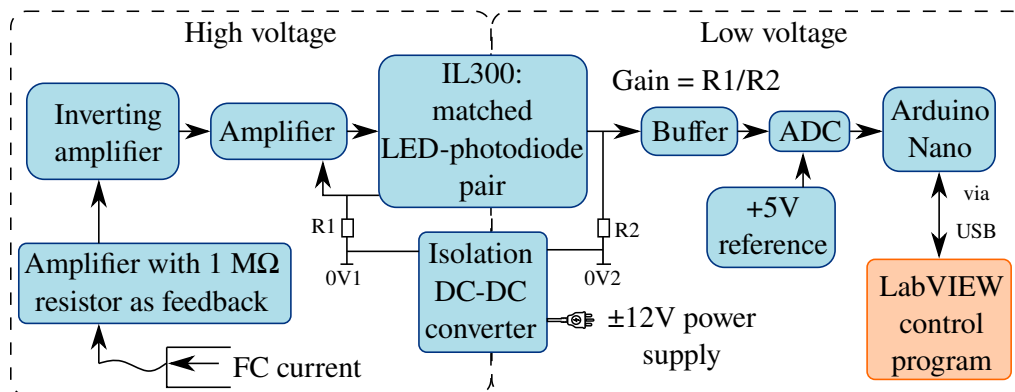 High voltage
Low voltage
Inverting
amplifier
Amplifier
IL300:
matched
LED-photodiode
pair
Gain = R1/R2
Buffer
ADC
Arduino
Nano
R1
R2
+5V
reference
via
USB
0V1
0V2
Amplifier with 1 MΩ
resistor as feedback
Isolation
DC-DC
converter
±12V power
supply
LabVIEW
control
program
FC current